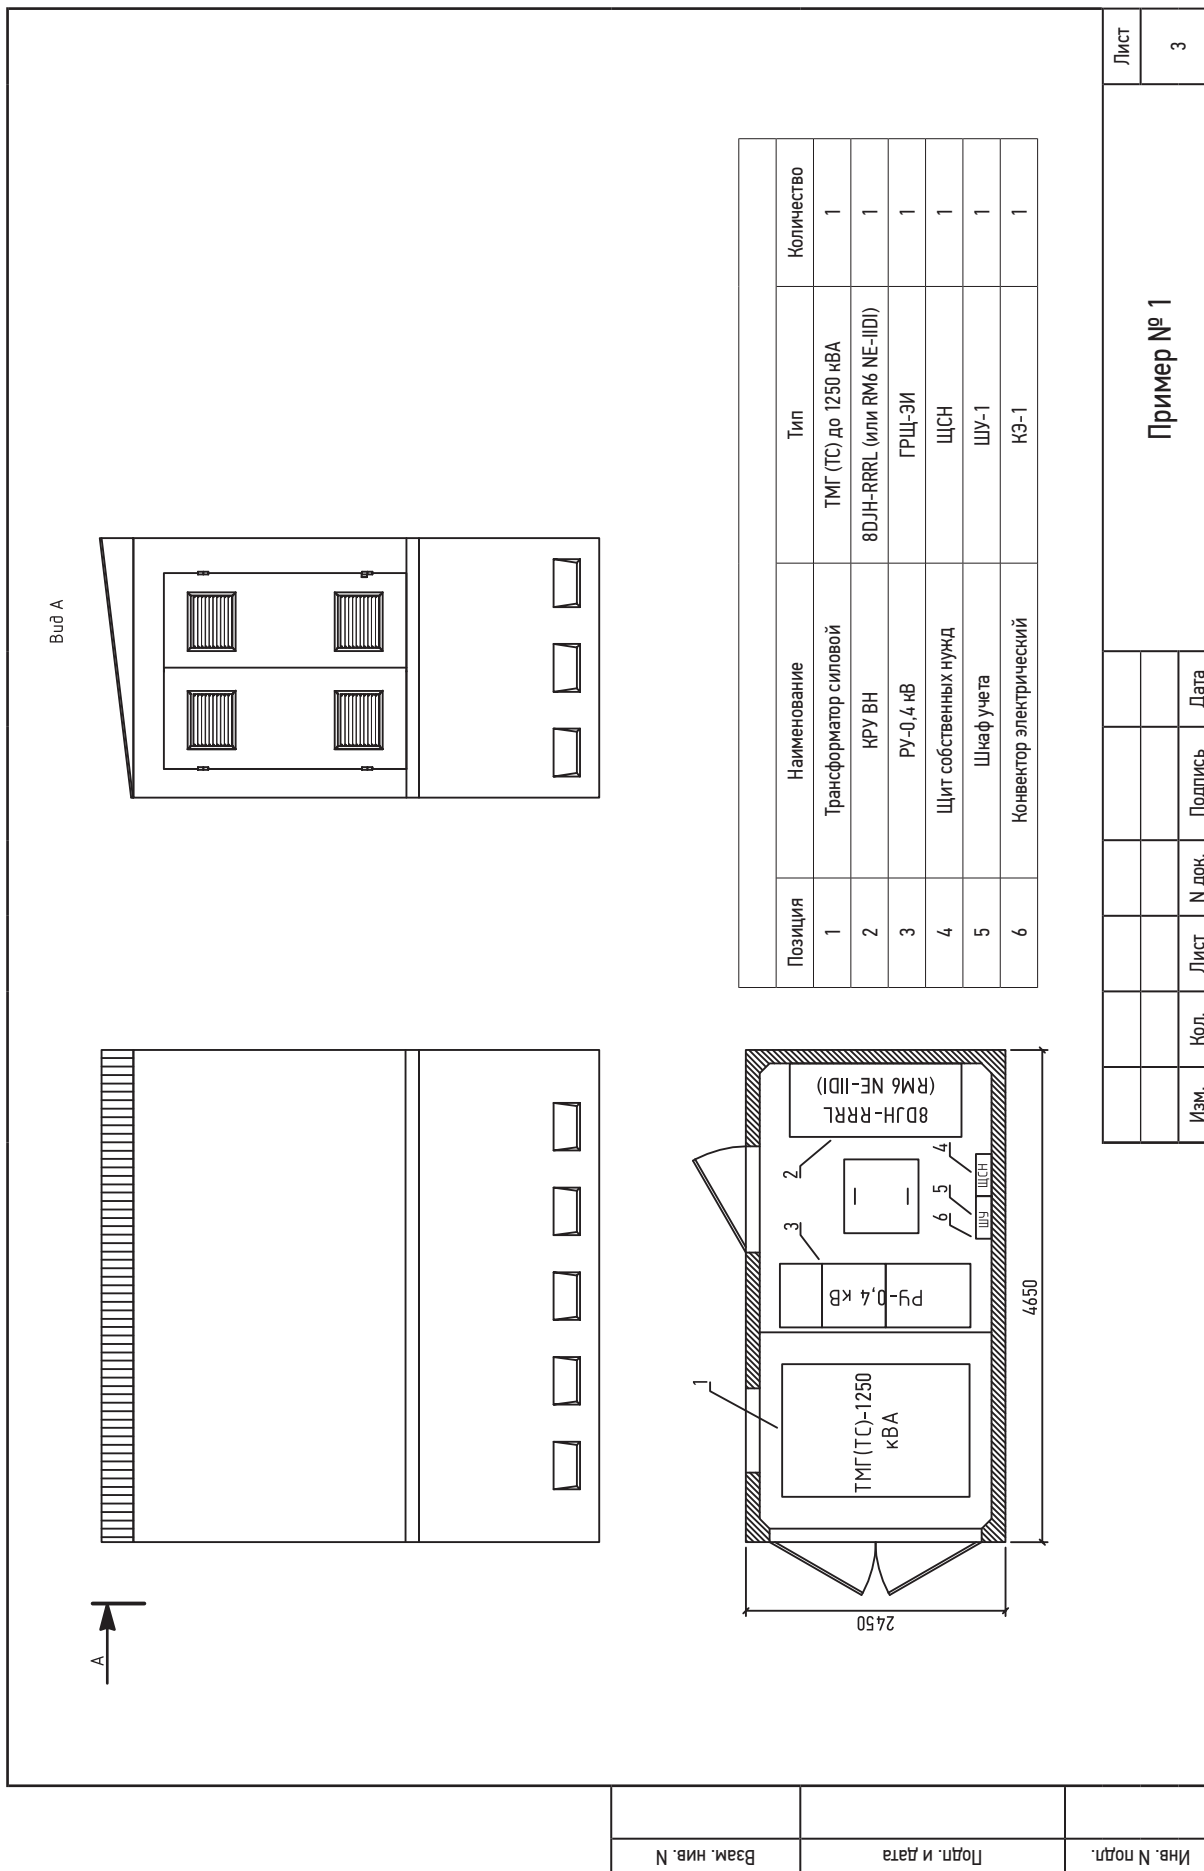 Вид А
А
Позиция Наименование Тип Количество
1 Трансформатор силовой ТМГ (ТС) до 1250 кВА 1
2 КРУ ВН 8DJH-RRRL (или RM6 NE-IIDI) 1
3 РУ-0,4 кВ ГРЩ-ЭИ 1
4 Щит собственных нужд ЩСН 1
5 Шкаф учета ШУ-1 1
6 Конвектор электрический КЭ-1 1
1
2
3
6 5 4
ТМГ(ТС)-1250
кВА
РУ-0,4 кВ
8DJH-RRRL
(RM6 NE-IIDI)
ШУ ЩСН
2450
4650
Изм. Кол. Лист N док. Подпись Дата
Пример № 1
Лист
3
Взам. инв. N
Подп. и дата
Инв. N подл.